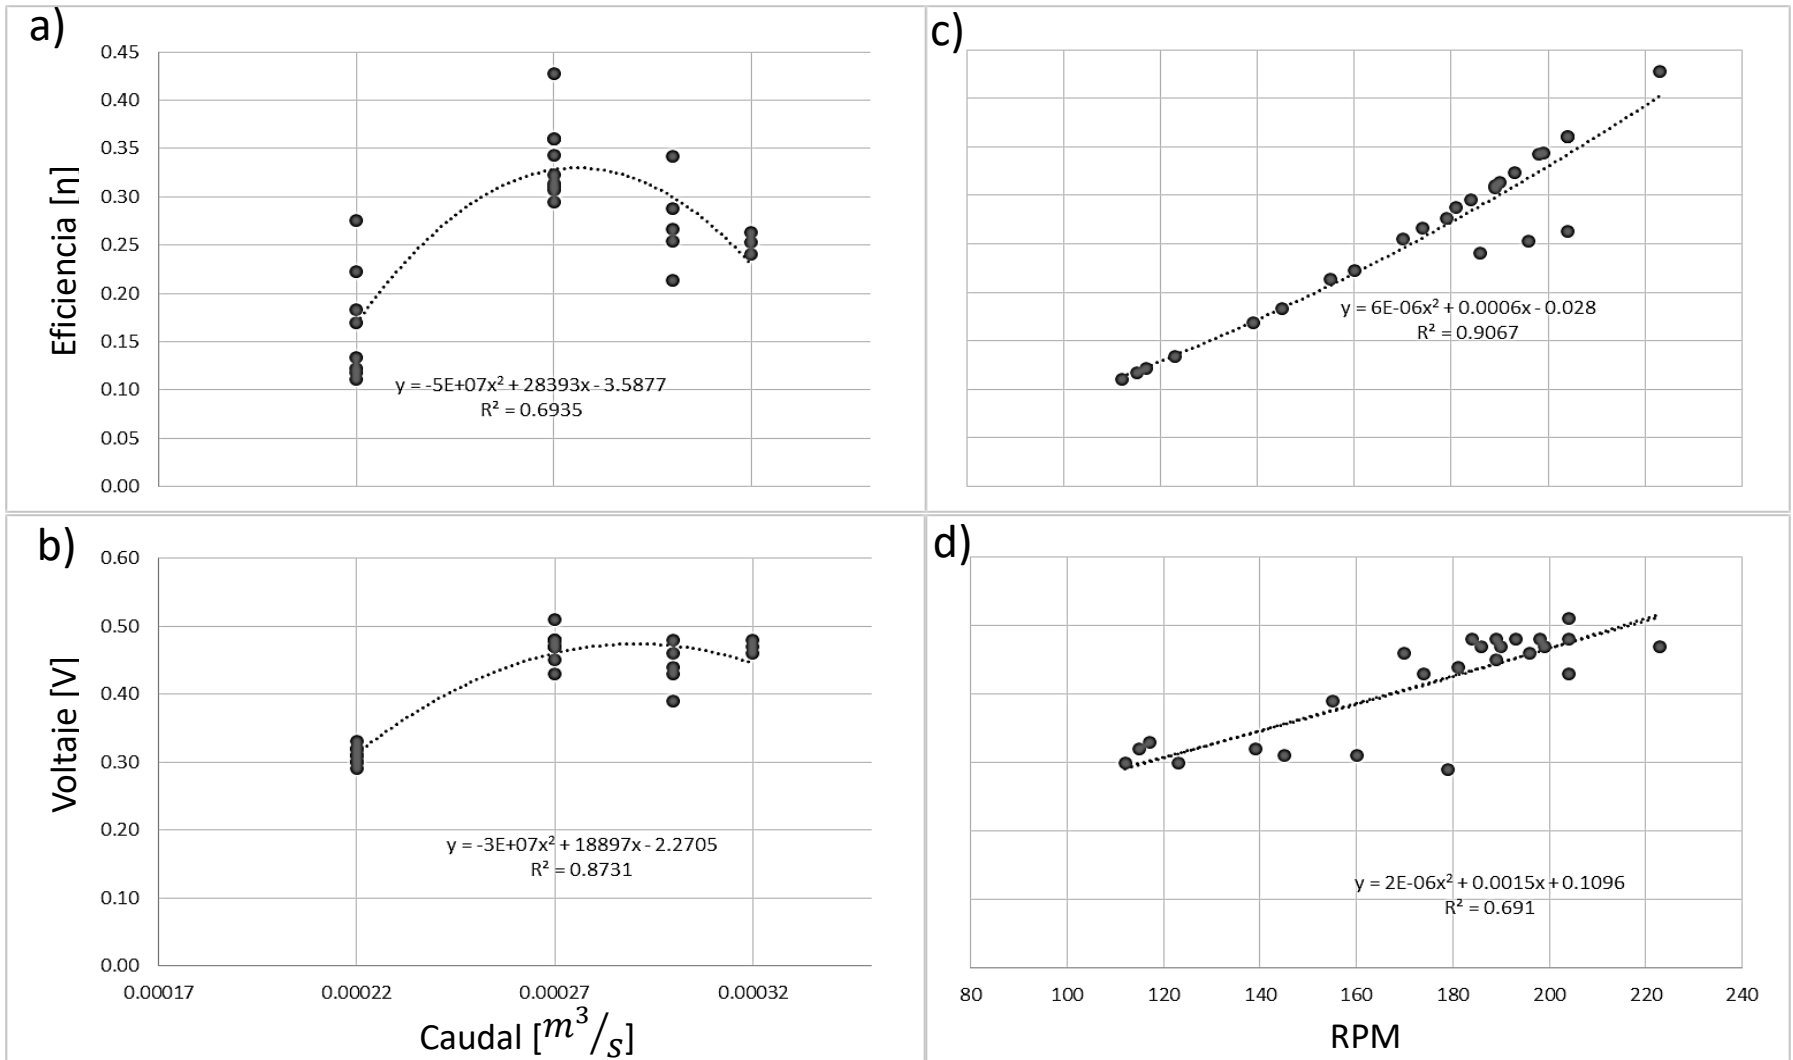 a)
0.45
0.40
0.35
0.30
0.25
0.20
0.15
0.10
0.05
0.00
Eficiencia [n]
y = -5E+07x² + 28393x - 3.5877
R² = 0.6935
c)
y = 6E-06x² + 0.0006x - 0.028
R² = 0.9067
b)
0.60
0.50
0.40
0.30
0.20
0.10
0.00
Voltaje [V]
y = -3E+07x² + 18897x - 2.2705
R² = 0.8731
0.00017 0.00022 0.00027 0.00032
Caudal [m³/s]
d)
y = 2E-06x² + 0.0015x + 0.1096
R² = 0.691
80 100 120 140 160 180 200 220 240
RPM